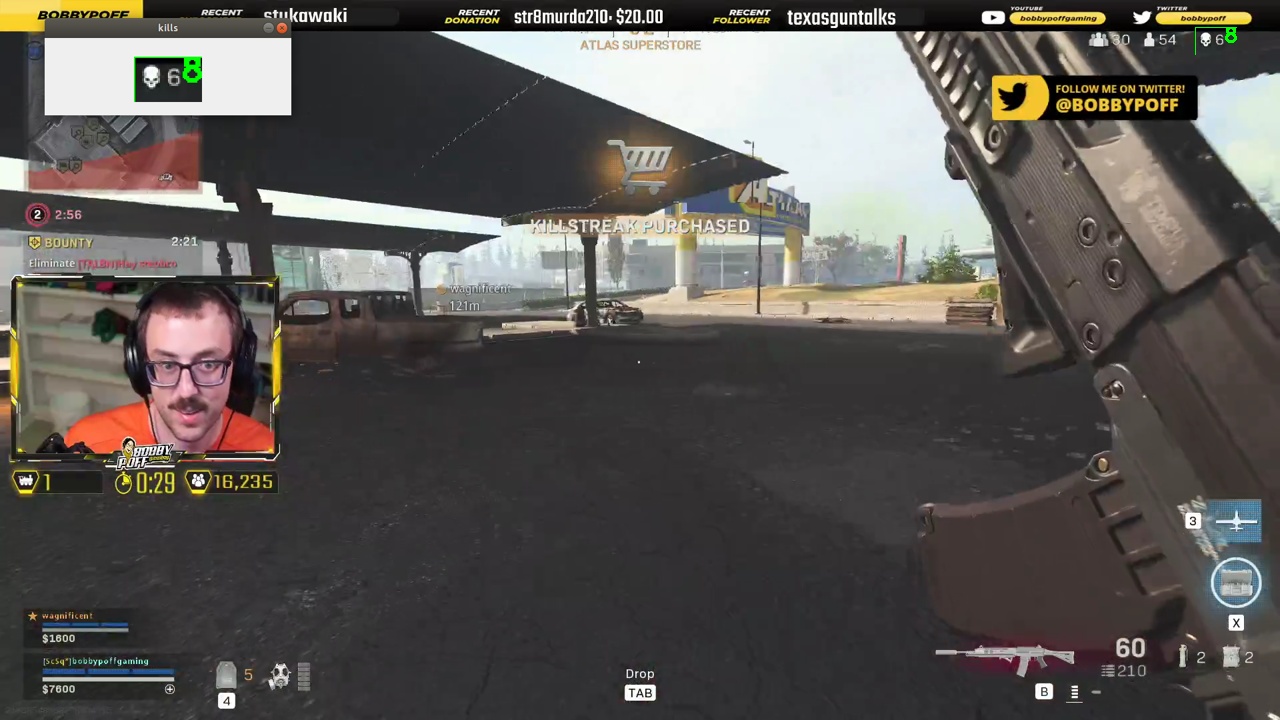 BOBBYPOFF
RECENT
stukawaki
RECENT
DONATION
str8murda210: $20.00
RECENT
FOLLOWER
texasguntalks
YOUTUBE
bobbypoffgaming
TWITTER
bobbypoff
kills
6 8
ATLAS SUPERSTORE
30
54
6 8
FOLLOW ME ON TWITTER!
@BOBBYPOFF
KILLSTREAK PURCHASED
2
2:56
BOUNTY
2:21
Eliminate
wagnificent
121m
BOBBY
POFF
1
0:29
16,235
3
X
wagnificent
$1600
[ScSq*]bobbypoffgaming
$7600
5
4
Drop
TAB
60
210
2
2
B